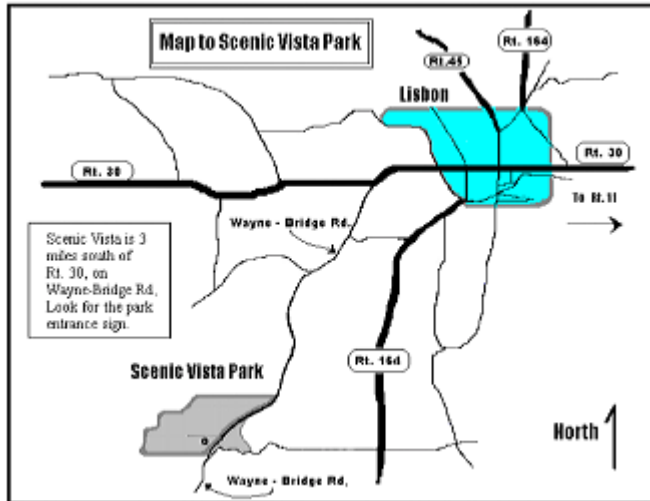 Map to Scenic Vista Park
Rt. 164
Rt.45
Lisbon
Rt. 30
Rt. 30
To Rt. 11
Wayne - Bridge Rd.
Scenic Vista is 3
miles south of
Rt. 30, on
Wayne-Bridge Rd,
Look for the park
entrance sign.
Rt. 164
Scenic Vista Park
North
Wayne - Bridge Rd.